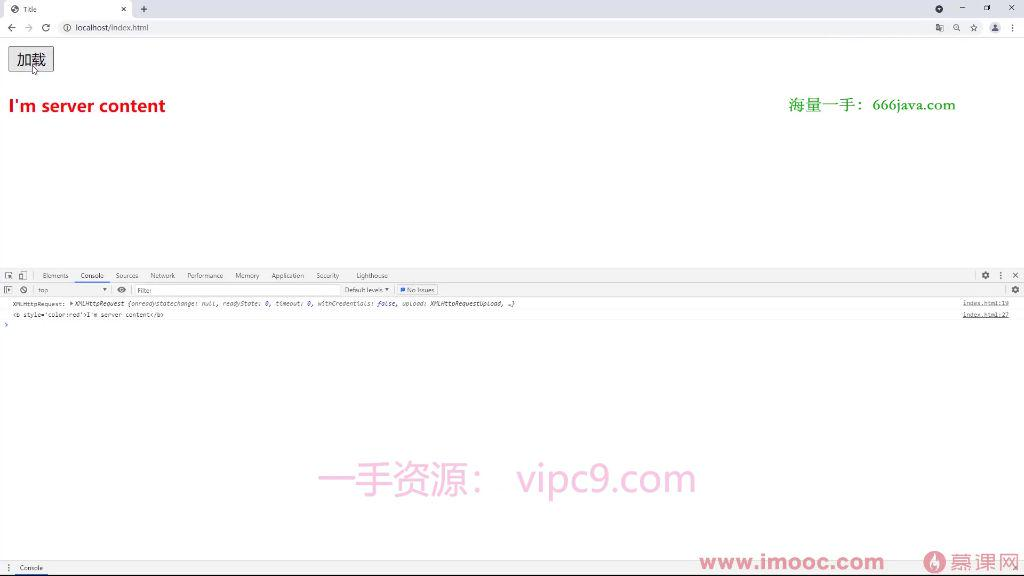 Title
localhost/index.html
加载
I'm server content
海量一手：666java.com
Elements Console Sources Network Performance Memory Application Security Lighthouse
top Filter Default levels No Issues
XMLHttpRequest: XMLHttpRequest {onreadystatechange: null, readyState: 0, timeout: 0, withCredentials: false, upload: XMLHttpRequestUpload, …} index.html:19
<b style='color:red'>I'm server content</b> index.html:27
一手资源： vipc9.com
www.imooc.com 慕课网
Console